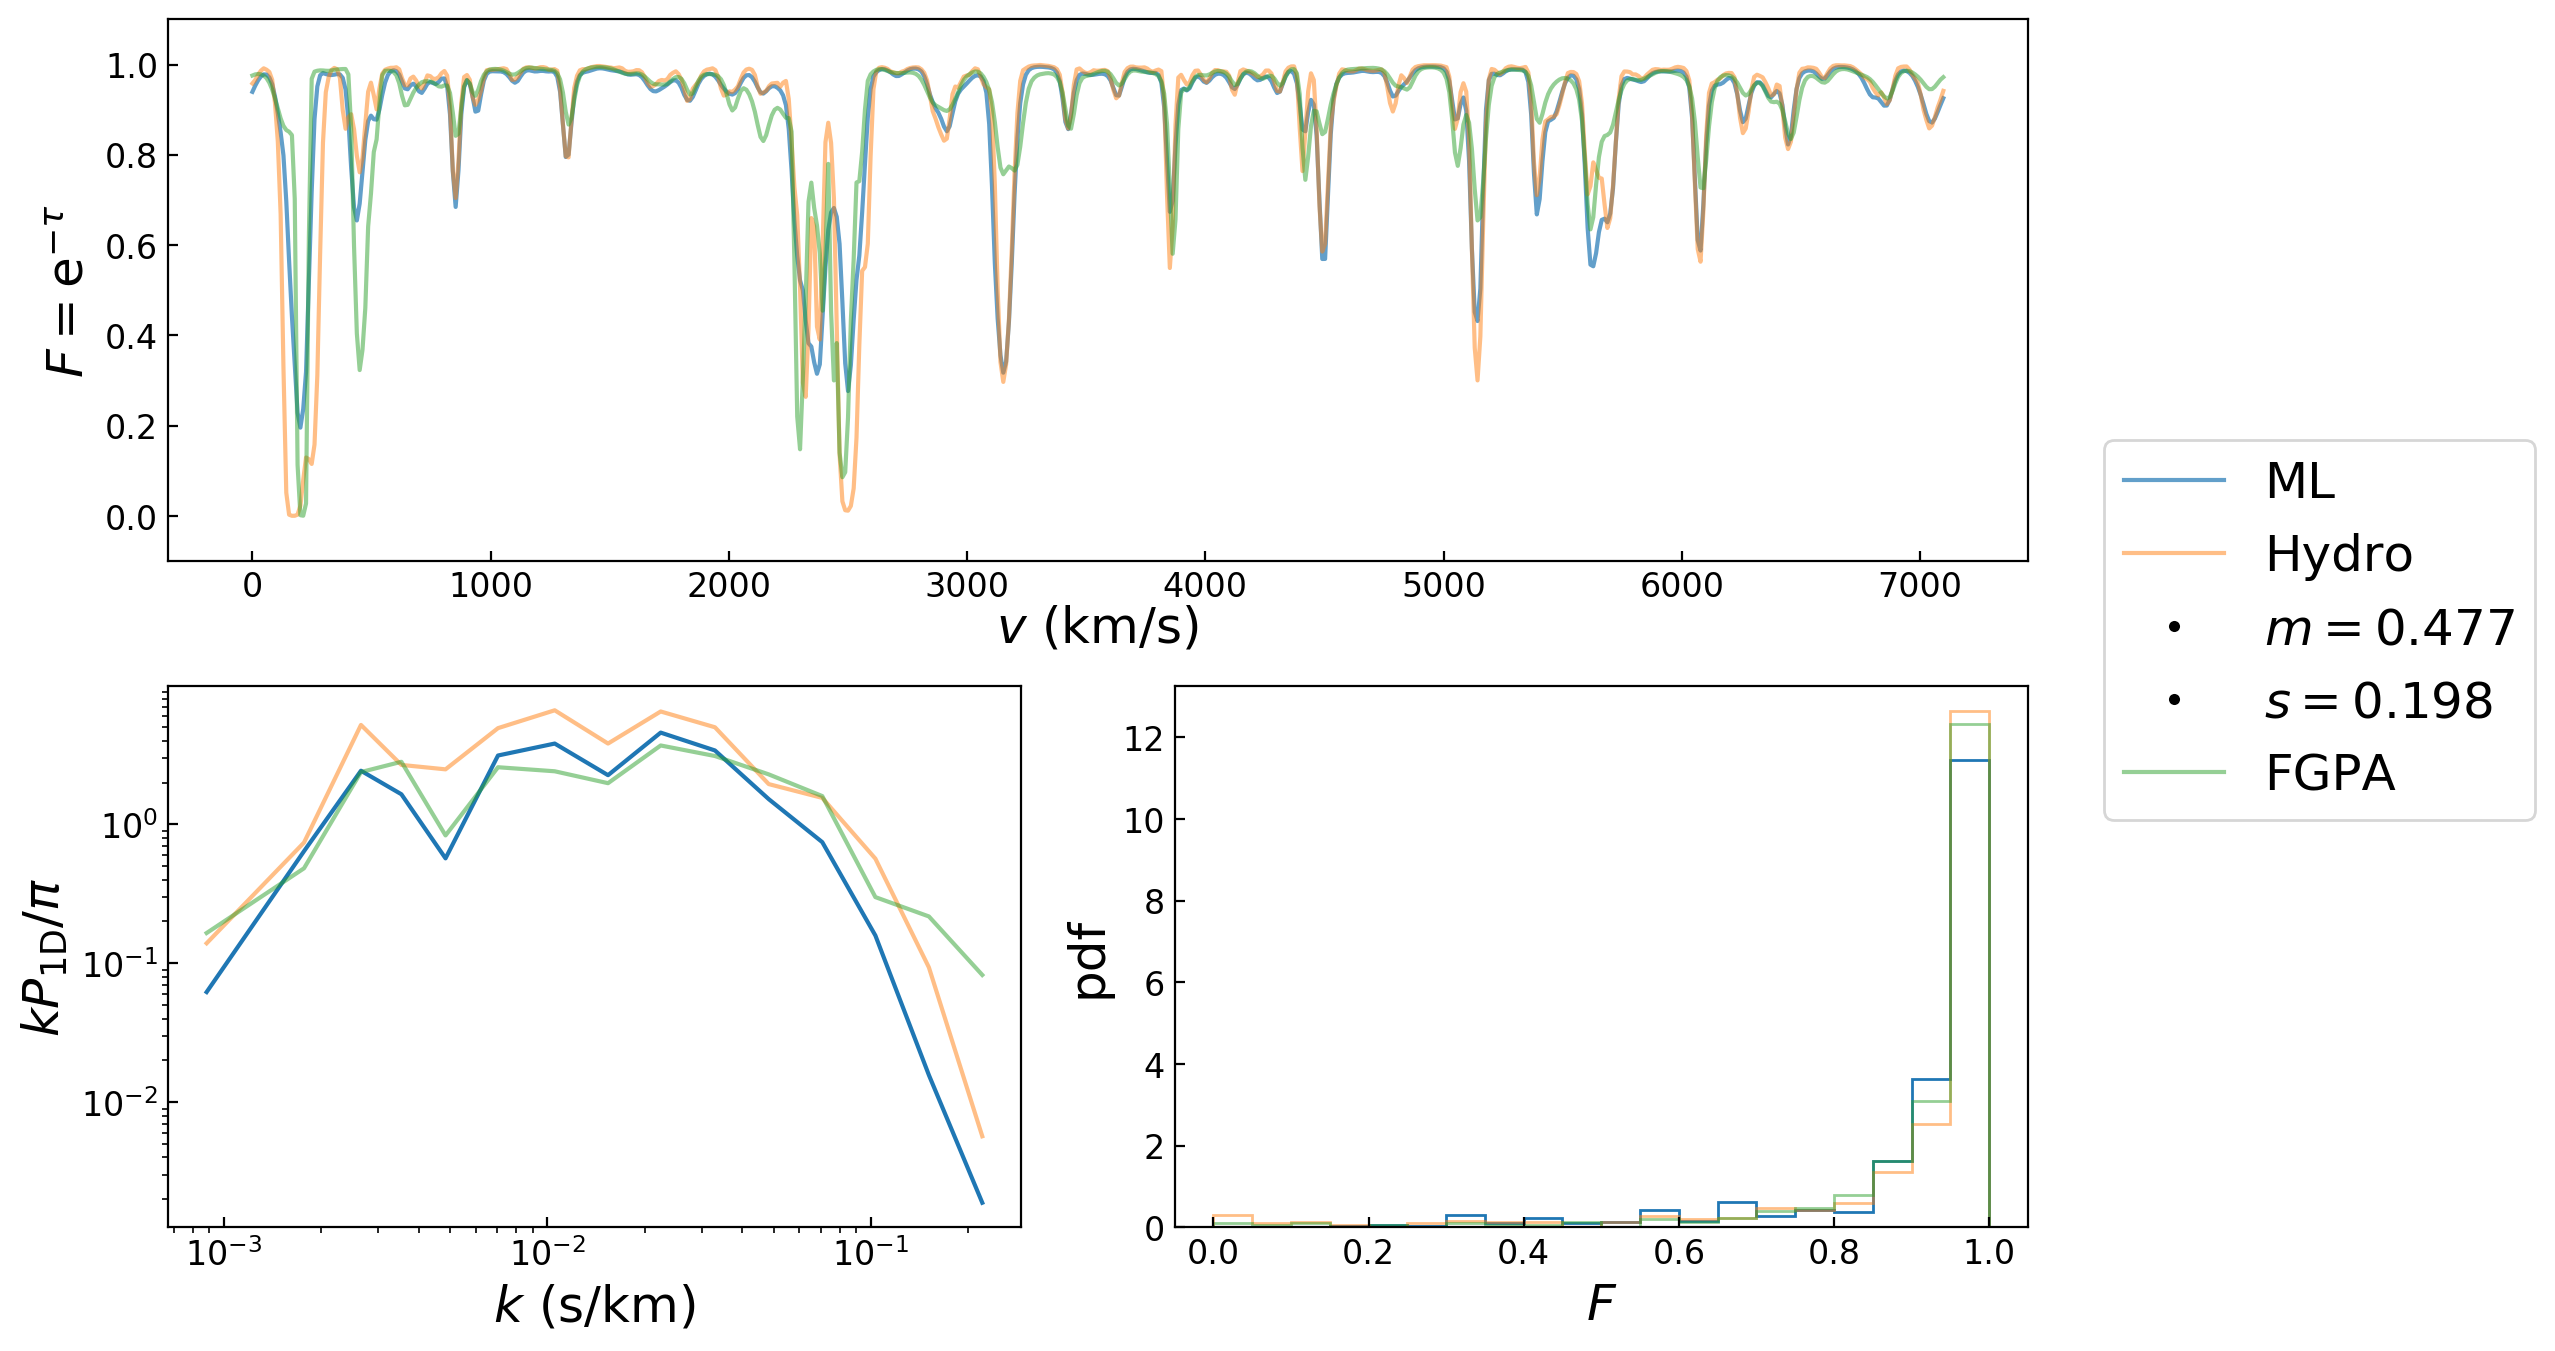 1.0
0.8
0.6
0.4
0.2
0.0
F = e^{−τ}
0 1000 2000 3000 4000 5000 6000 7000
v (km/s)
ML
Hydro
m = 0.477
s = 0.198
FGPA
10^0
10^{−1}
10^{−2}
kP_{1D}/π
10^{−3} 10^{−2} 10^{−1}
k (s/km)
12
10
8
6
4
2
0
pdf
0.0 0.2 0.4 0.6 0.8 1.0
F